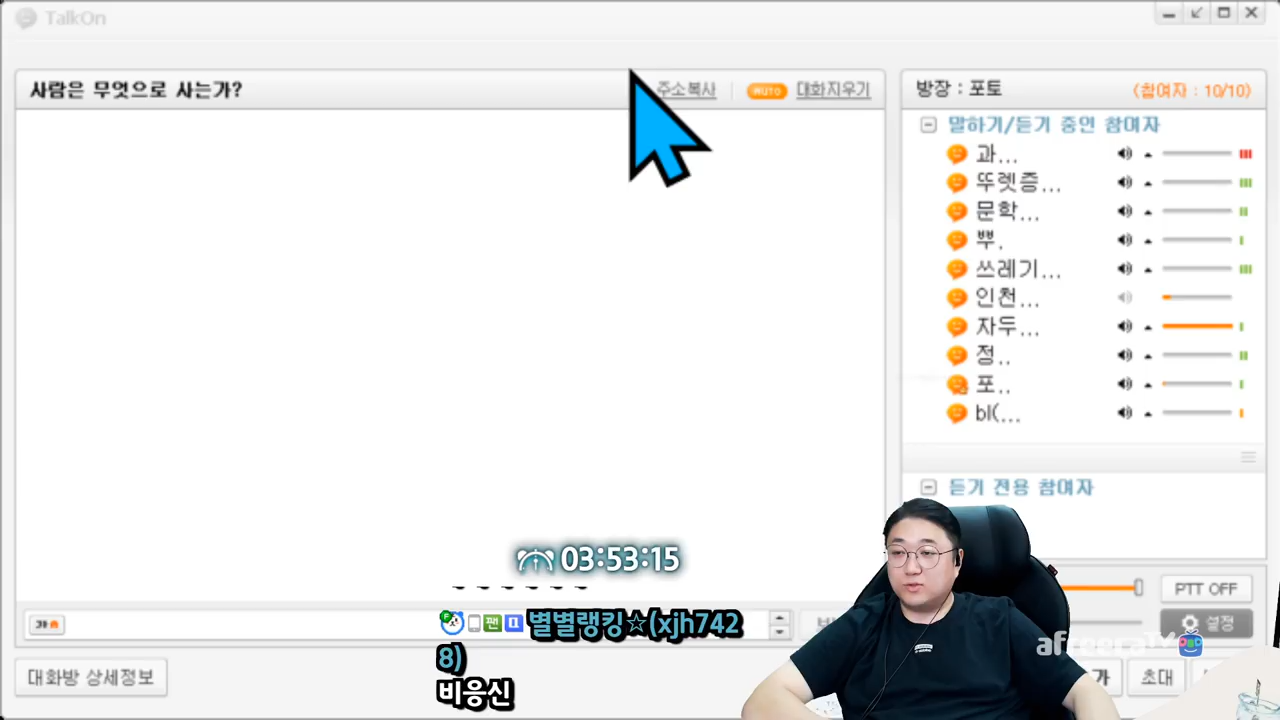 TalkOn
사람은 무엇으로 사는가?
주소복사
AUTO
대화지우기
방장 : 포토
(참여자 : 10/10)
말하기/듣기 중인 참여자
과...
뚜렛증...
문학...
뿌.
쓰레기...
인천...
자두...
정..
포..
bl(...
듣기 전용 참여자
03:53:15
PTT OFF
가
팬
별별랭킹☆(xjh742
8)
비응신
설정
afreecaTV
대화방 상세정보
가
초대